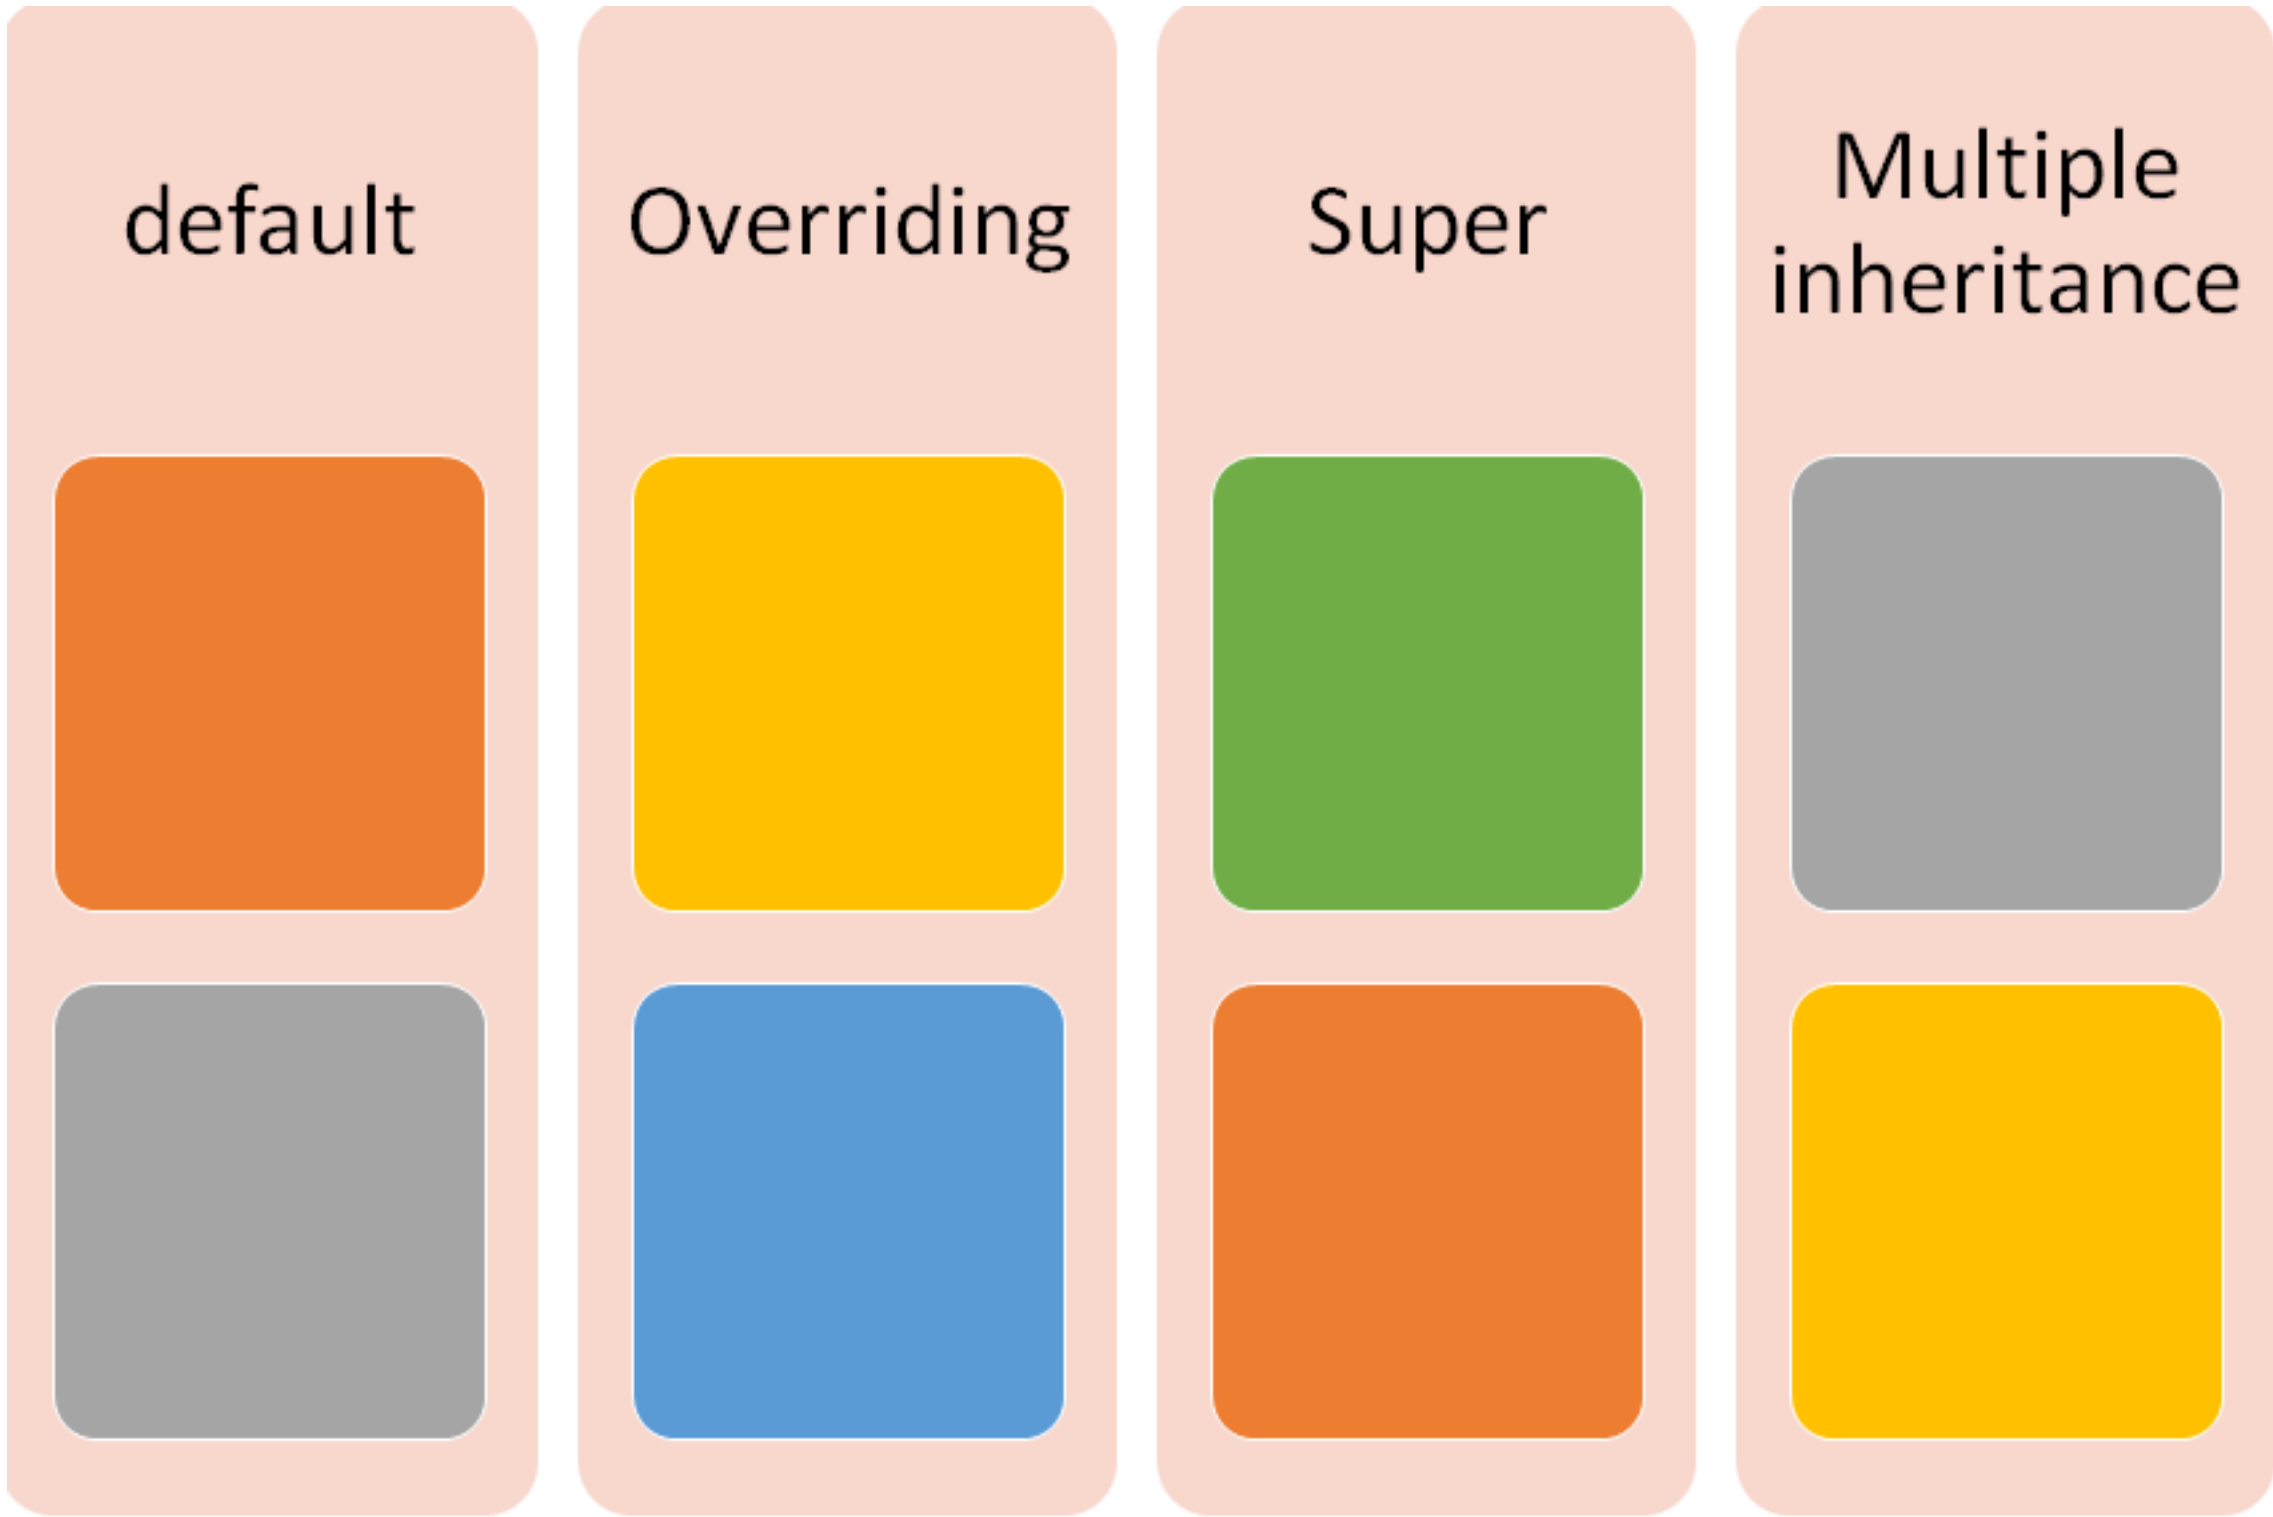 default
Overriding
Super
Multiple
inheritance